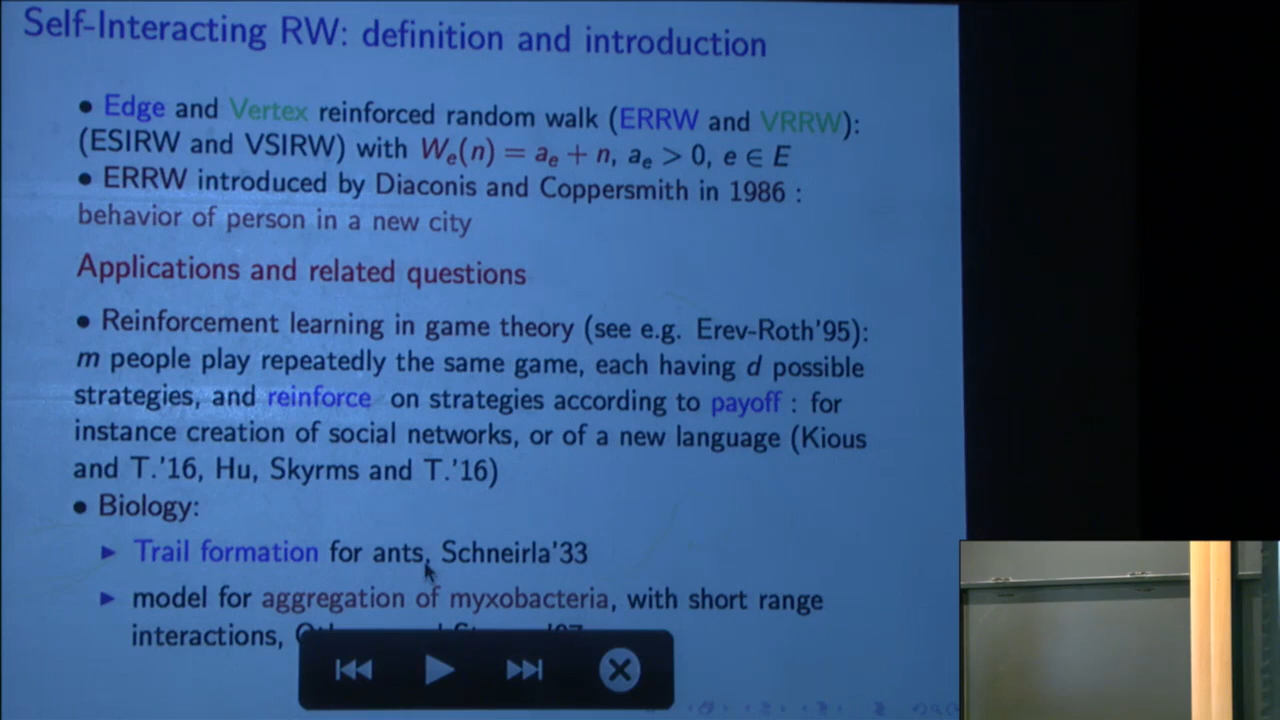 Self-Interacting RW: definition and introduction
• Edge and Vertex reinforced random walk (ERRW and VRRW):
(ESIRW and VSIRW) with Wₑ(n) = aₑ + n, aₑ > 0, e ∈ E
• ERRW introduced by Diaconis and Coppersmith in 1986 :
behavior of person in a new city
Applications and related questions
• Reinforcement learning in game theory (see e.g. Erev-Roth'95):
m people play repeatedly the same game, each having d possible
strategies, and reinforce on strategies according to payoff : for
instance creation of social networks, or of a new language (Kious
and T.'16, Hu, Skyrms and T.'16)
• Biology:
▶ Trail formation for ants, Schneirla'33
▶ model for aggregation of myxobacteria, with short range
interactions,